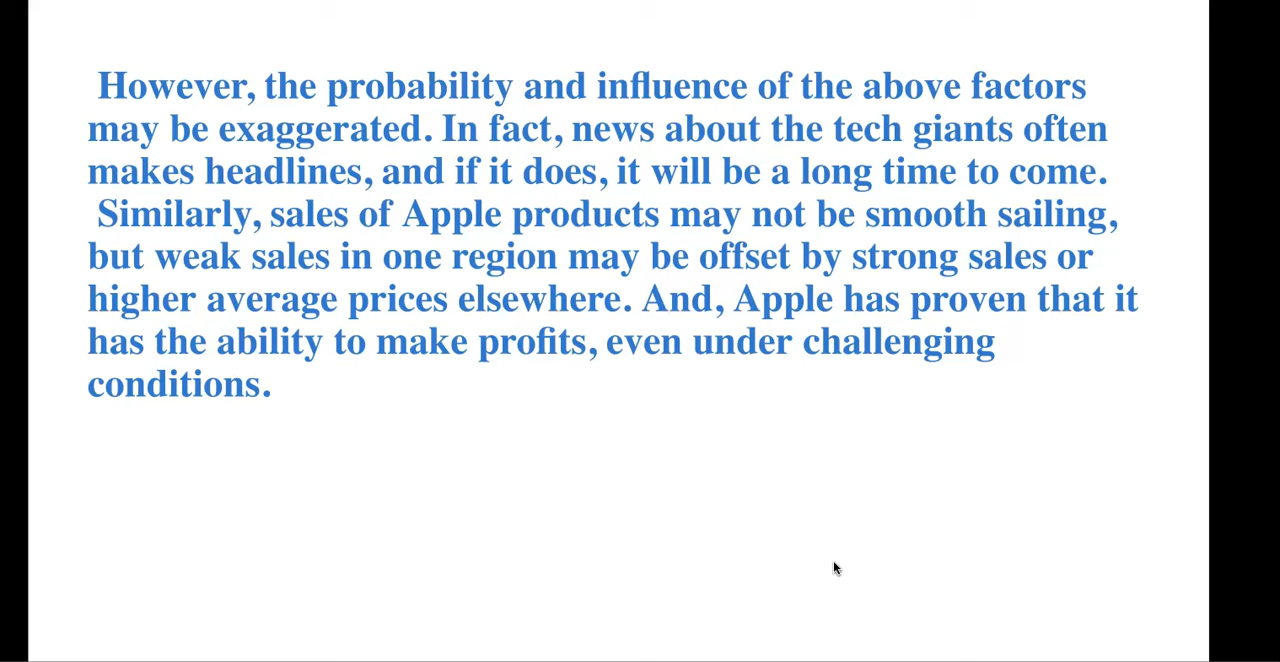 However, the probability and influence of the above factors
may be exaggerated. In fact, news about the tech giants often
makes headlines, and if it does, it will be a long time to come.
Similarly, sales of Apple products may not be smooth sailing,
but weak sales in one region may be offset by strong sales or
higher average prices elsewhere. And, Apple has proven that it
has the ability to make profits, even under challenging
conditions.